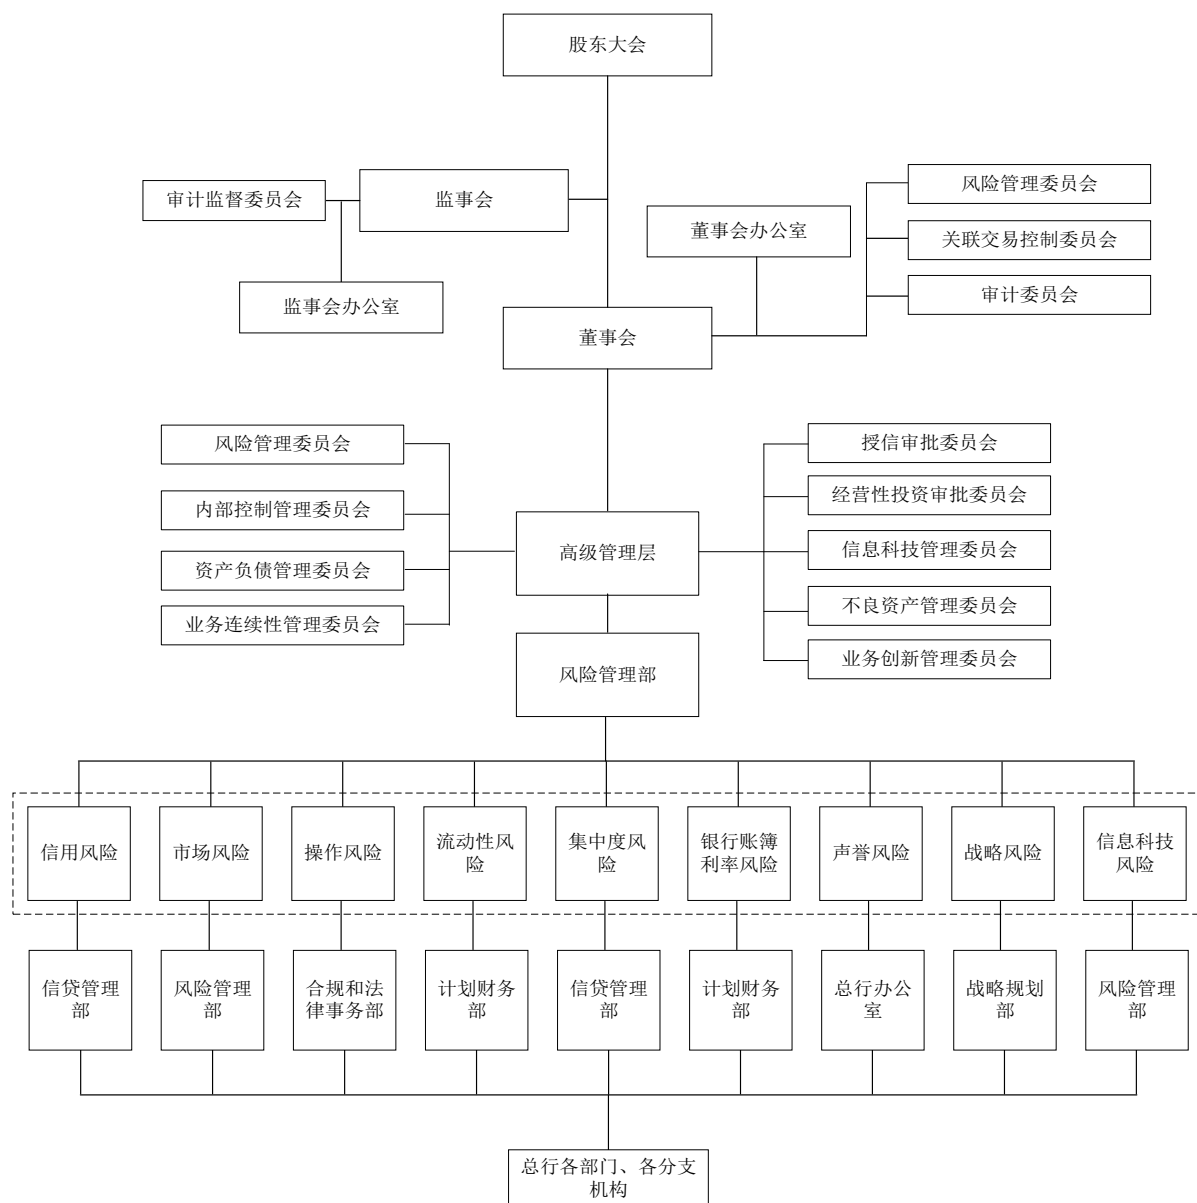 股东大会
审计监督委员会
监事会
风险管理委员会
董事会办公室
关联交易控制委员会
监事会办公室
审计委员会
董事会
风险管理委员会
授信审批委员会
内部控制管理委员会
经营性投资审批委员会
高级管理层
信息科技管理委员会
资产负债管理委员会
不良资产管理委员会
业务连续性管理委员会
业务创新管理委员会
风险管理部
信用风险
市场风险
操作风险
流动性风
险
集中度风
险
银行账簿
利率风险
声誉风险
战略风险
信息科技
风险
信贷管理
部
风险管理
部
合规和法
律事务部
计划财务
部
信贷管理
部
计划财务
部
总行办公
室
战略规划
部
风险管理
部
总行各部门、各分支
机构